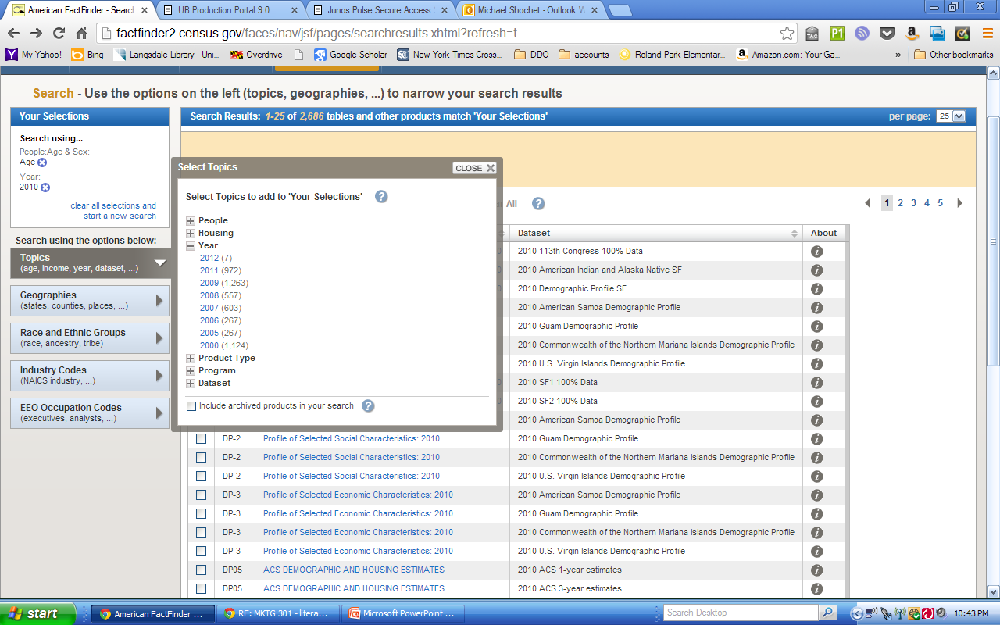 American FactFinder - Sear
UB Production Portal 9.0
Junos Pulse Secure Access
Michael Shochet - Outlook W
factfinder2.census.gov/faces/nav/jsf/pages/searchresults.xhtml?refresh=t
TAG
P1
My Yahoo!
Bing
Langsdale Library - Uni...
Overdrive
Google Scholar
New York Times Cross...
DDO
accounts
Roland Park Elementar...
Amazon.com: Your Ga...
»
Other bookmarks
Search - Use the options on the left (topics, geographies, ...) to narrow your search results
Your Selections
Search Results: 1-25 of 2,686 tables and other products match 'Your Selections'
per page: 25
Search using...
People:Age & Sex:
Age
Year:
2010
clear all selections and
start a new search
Search using the options below:
Topics
(age, income, year, dataset, ...)
Geographies
(states, counties, places, ...)
Race and Ethnic Groups
(race, ancestry, tribe)
Industry Codes
(NAICS industry, ...)
EEO Occupation Codes
(executives, analysts, ...)
Select Topics
CLOSE
Select Topics to add to 'Your Selections'
People
Housing
Year
2012 (7)
2011 (972)
2009 (1,263)
2008 (557)
2007 (603)
2006 (267)
2005 (267)
2000 (1,124)
Product Type
Program
Dataset
Include archived products in your search
All
1 2 3 4 5
Dataset
About
2010 113th Congress 100% Data
2010 American Indian and Alaska Native SF
2010 Demographic Profile SF
2010 American Samoa Demographic Profile
2010 Guam Demographic Profile
2010 Commonwealth of the Northern Mariana Islands Demographic Profile
2010 U.S. Virgin Islands Demographic Profile
2010 SF1 100% Data
2010 SF2 100% Data
2010 American Samoa Demographic Profile
DP-2 Profile of Selected Social Characteristics: 2010 2010 Guam Demographic Profile
DP-2 Profile of Selected Social Characteristics: 2010 2010 Commonwealth of the Northern Mariana Islands Demographic Profile
DP-2 Profile of Selected Social Characteristics: 2010 2010 U.S. Virgin Islands Demographic Profile
DP-3 Profile of Selected Economic Characteristics: 2010 2010 American Samoa Demographic Profile
DP-3 Profile of Selected Economic Characteristics: 2010 2010 Guam Demographic Profile
DP-3 Profile of Selected Economic Characteristics: 2010 2010 Commonwealth of the Northern Mariana Islands Demographic Profile
DP-3 Profile of Selected Economic Characteristics: 2010 2010 U.S. Virgin Islands Demographic Profile
DP05 ACS DEMOGRAPHIC AND HOUSING ESTIMATES 2010 ACS 1-year estimates
DP05 ACS DEMOGRAPHIC AND HOUSING ESTIMATES 2010 ACS 3-year estimates
start
American FactFinder ...
RE: MKTG 301 - litera...
Microsoft PowerPoint ...
Search Desktop
10:43 PM